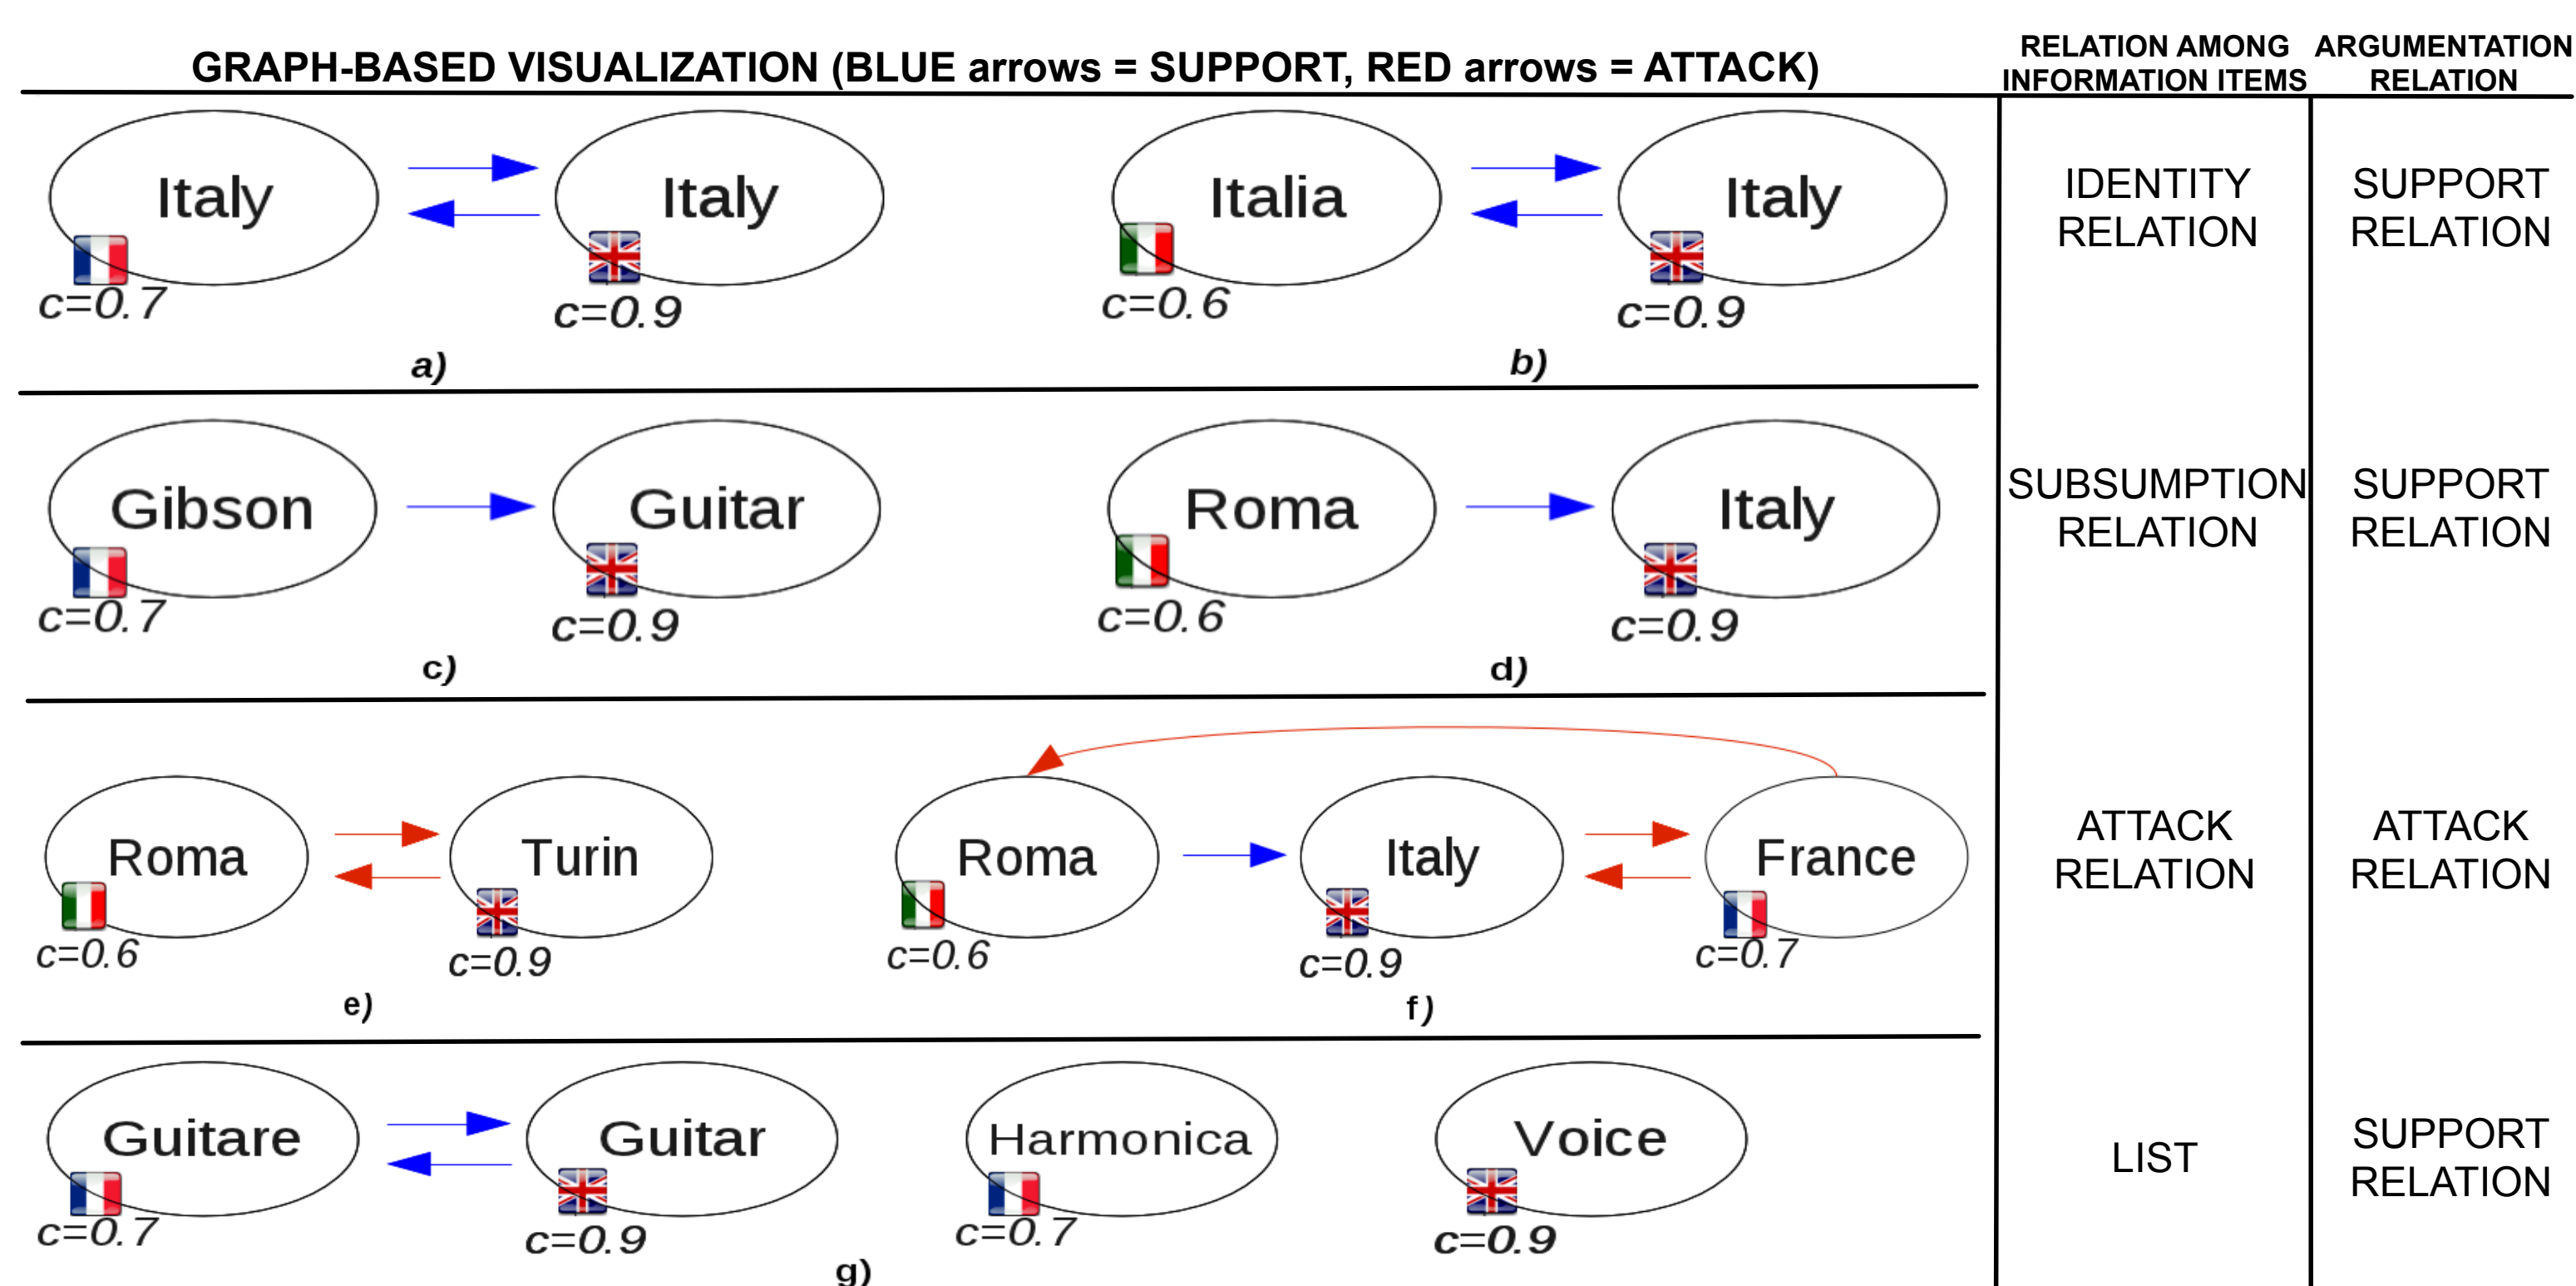 GRAPH-BASED VISUALIZATION (BLUE arrows = SUPPORT, RED arrows = ATTACK)
RELATION AMONG
INFORMATION ITEMS
ARGUMENTATION
RELATION
Italy
Italy
Italia
Italy
c=0.7
c=0.9
c=0.6
c=0.9
a)
b)
IDENTITY
RELATION
SUPPORT
RELATION
Gibson
Guitar
Roma
Italy
c=0.7
c=0.9
c=0.6
c=0.9
c)
d)
SUBSUMPTION
RELATION
SUPPORT
RELATION
Roma
Turin
Roma
Italy
France
c=0.6
c=0.9
c=0.6
c=0.9
c=0.7
e)
f)
ATTACK
RELATION
ATTACK
RELATION
Guitare
Guitar
Harmonica
Voice
c=0.7
c=0.9
c=0.7
c=0.9
g)
LIST
SUPPORT
RELATION